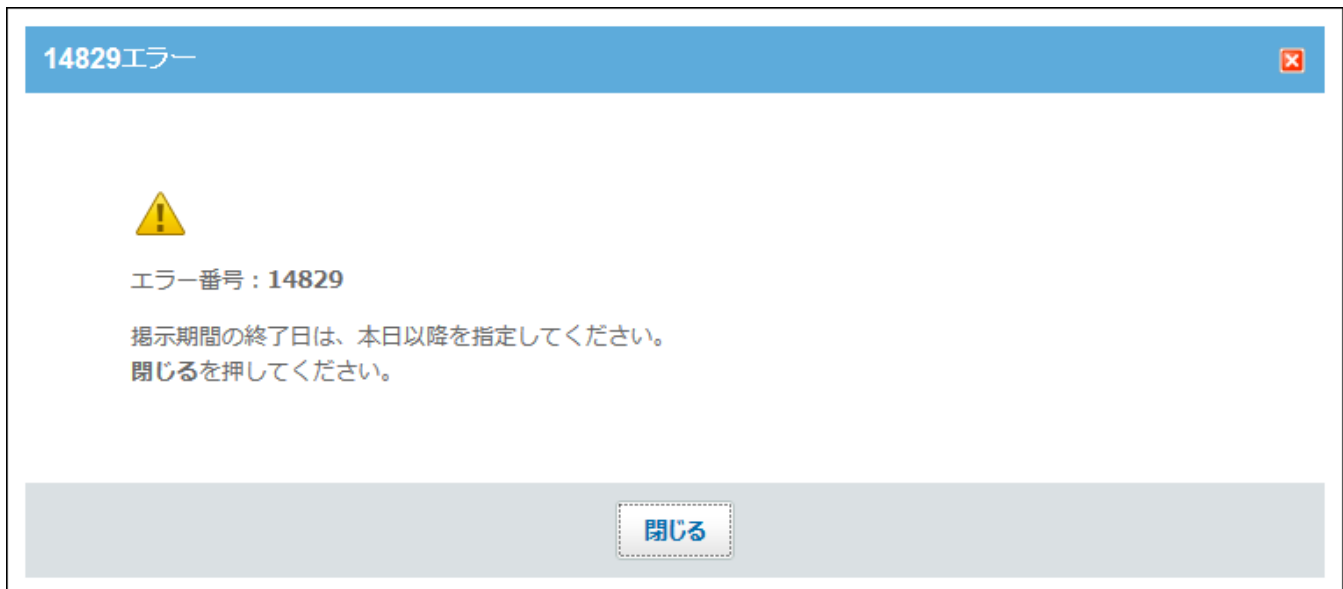 14829エラー
エラー番号：14829
掲示期間の終了日は、本日以降を指定してください。
閉じるを押してください。
閉じる